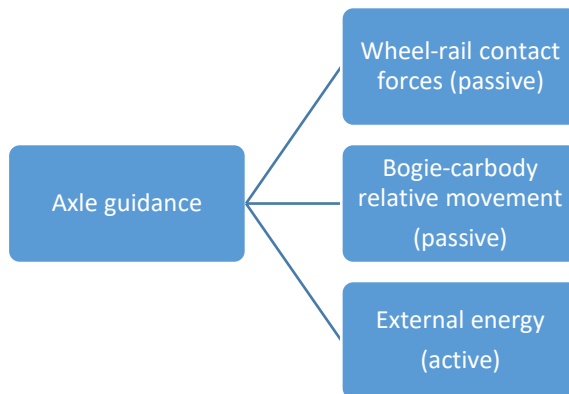 Wheel-rail contact
forces (passive)
Axle guidance
Bogie-carbody
relative movement
(passive)
External energy
(active)